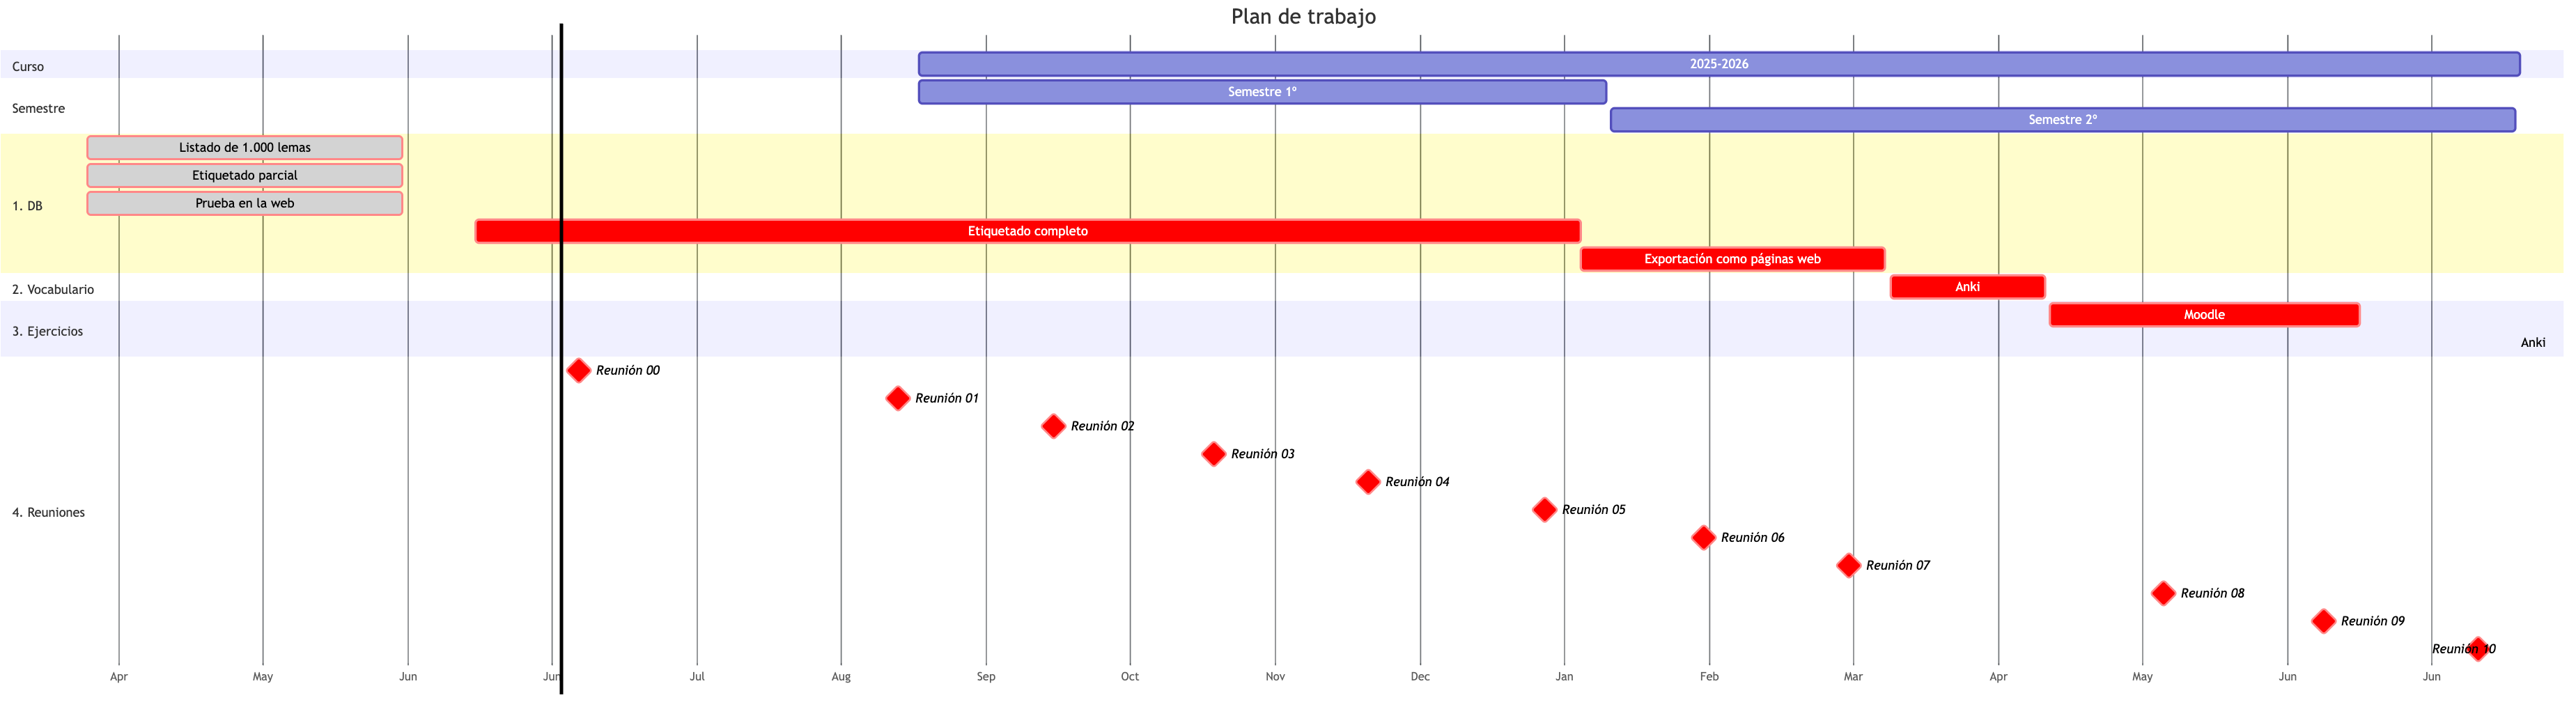 Plan de trabajo
Curso
2025-2026
Semestre
Semestre 1º
Semestre 2º
1. DB
Listado de 1.000 lemas
Etiquetado parcial
Prueba en la web
Etiquetado completo
Exportación como páginas web
2. Vocabulario
Anki
3. Ejercicios
Moodle
Anki
4. Reuniones
Reunión 00
Reunión 01
Reunión 02
Reunión 03
Reunión 04
Reunión 05
Reunión 06
Reunión 07
Reunión 08
Reunión 09
Reunión 10
Apr May Jun Jun Jul Aug Sep Oct Nov Dec Jan Feb Mar Apr May Jun Jun